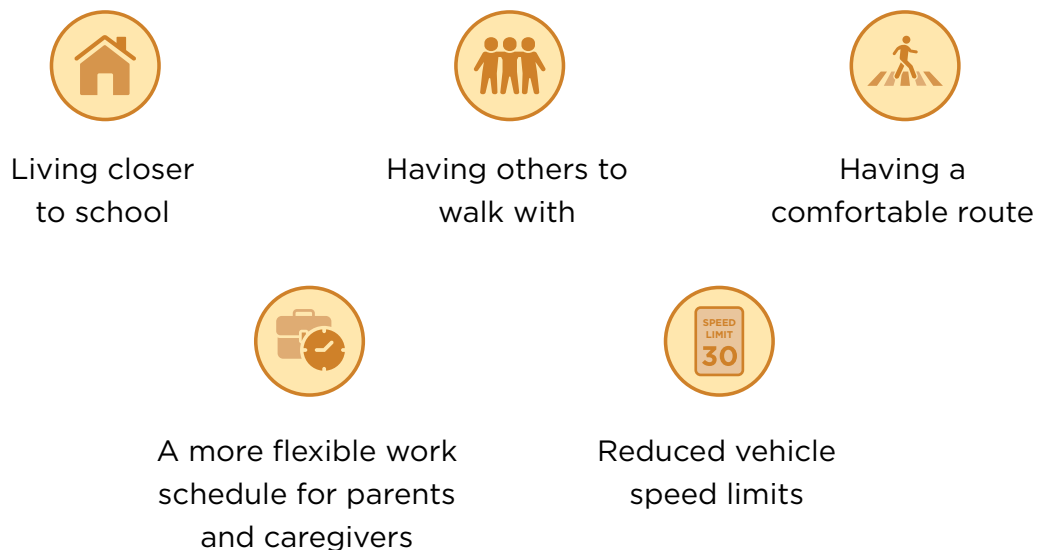 Living closer
to school
Having others to
walk with
Having a
comfortable route
SPEED
LIMIT
30
A more flexible work
schedule for parents
and caregivers
Reduced vehicle
speed limits